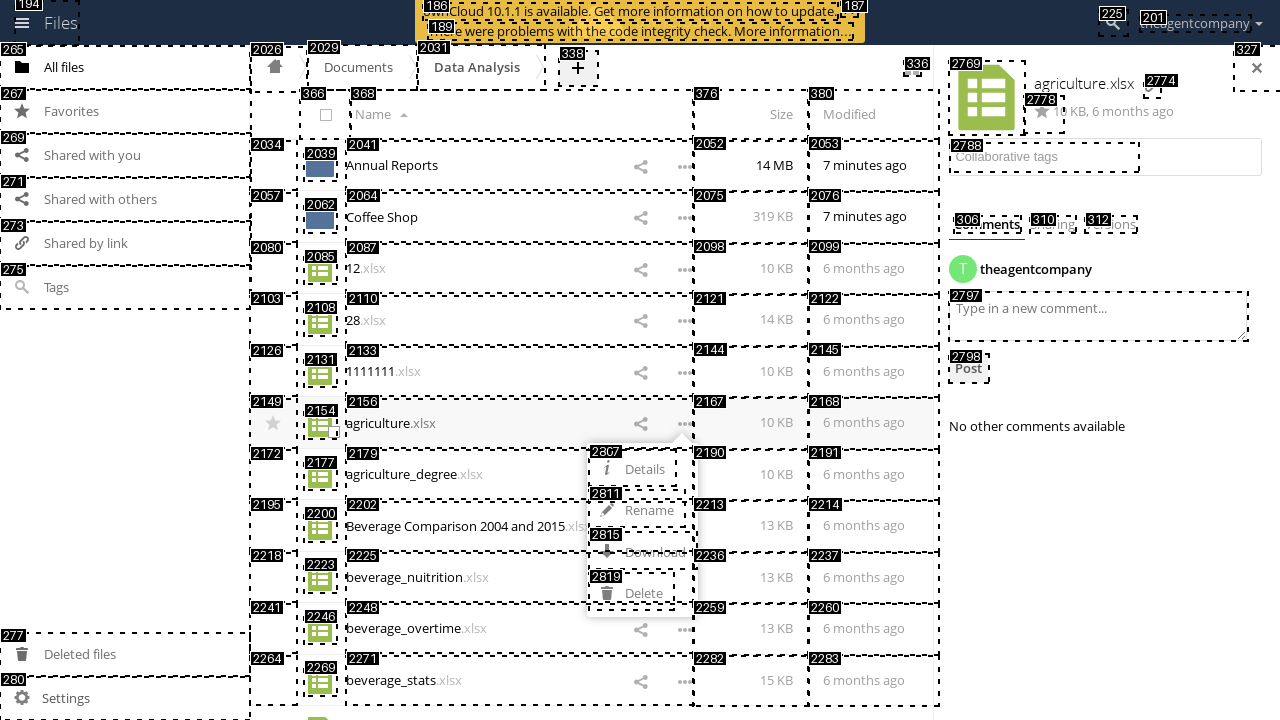 194
Files
186
ownCloud 10.1.1 is available. Get more information on how to update.
187
189
There were problems with the code integrity check. More information…
225
201
theagentcompany
265
All files
267
Favorites
269
Shared with you
271
Shared with others
273
Shared by link
275
Tags
277
Deleted files
280
Settings
2026
2029
Documents
2031
Data Analysis
338
+
336
327
366
368
Name
376
Size
380
Modified
2034
2039
2041
Annual Reports
2052
14 MB
2053
7 minutes ago
2057
2062
2064
Coffee Shop
2075
319 KB
2076
7 minutes ago
2080
2085
2087
12.xlsx
2098
10 KB
2099
6 months ago
2103
2108
2110
28.xlsx
2121
14 KB
2122
6 months ago
2126
2131
2133
1111111.xlsx
2144
10 KB
2145
6 months ago
2149
2154
2156
agriculture.xlsx
2167
10 KB
2168
6 months ago
2172
2177
2179
agriculture_degree.xlsx
2190
10 KB
2191
6 months ago
2195
2200
2202
Beverage Comparison 2004 and 2015.xlsx
2213
13 KB
2214
6 months ago
2218
2223
2225
beverage_nuitrition.xlsx
2236
13 KB
2237
6 months ago
2241
2246
2248
beverage_overtime.xlsx
2259
13 KB
2260
6 months ago
2264
2269
2271
beverage_stats.xlsx
2282
15 KB
2283
6 months ago
2807
Details
2811
Rename
2815
Download
2819
Delete
2769
agriculture.xlsx
2774
2778
10 KB, 6 months ago
2788
Collaborative tags
306
Comments
310
Sharing
312
Versions
T
theagentcompany
2797
Type in a new comment...
2798
Post
No other comments available